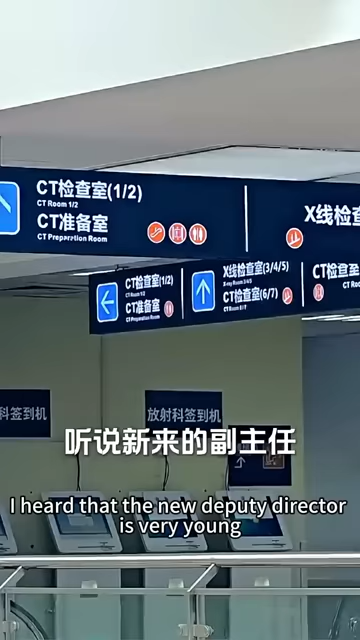 CT检查室(1/2)
CT Room 1/2
CT准备室
CT Preparation Room
X线检查
CT检查室(1/2)
CT Room 1/2
CT准备室
CT Preparation Room
X线检查室(3/4/5)
X-ray Room 3/4/5
CT检查室(6/7)
CT Room 6/7
CT检查室
CT Roo
科签到机
放射科签到机
听说新来的副主任
I heard that the new deputy director
is very young